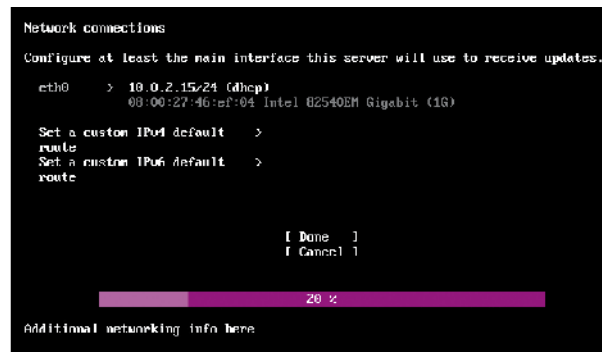 Network connections
Configure at least the main interface this server will use to receive updates.
eth0 > 10.0.2.15/24 (dhcp)
08:00:27:46:ef:04 Intel 82540EM Gigabit (1G)
Set a custom IPv4 default >
route
Set a custom IPv6 default >
route
[ Done ]
[ Cancel ]
20 %
Additional networking info here